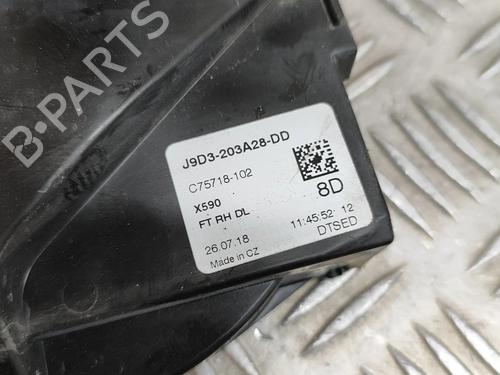 B-PARTS
J9D3-203A28-DD
C75718-102
8D
X590
FT RH DL
26.07.18
11:45:52 12
Made in CZ
DTSED